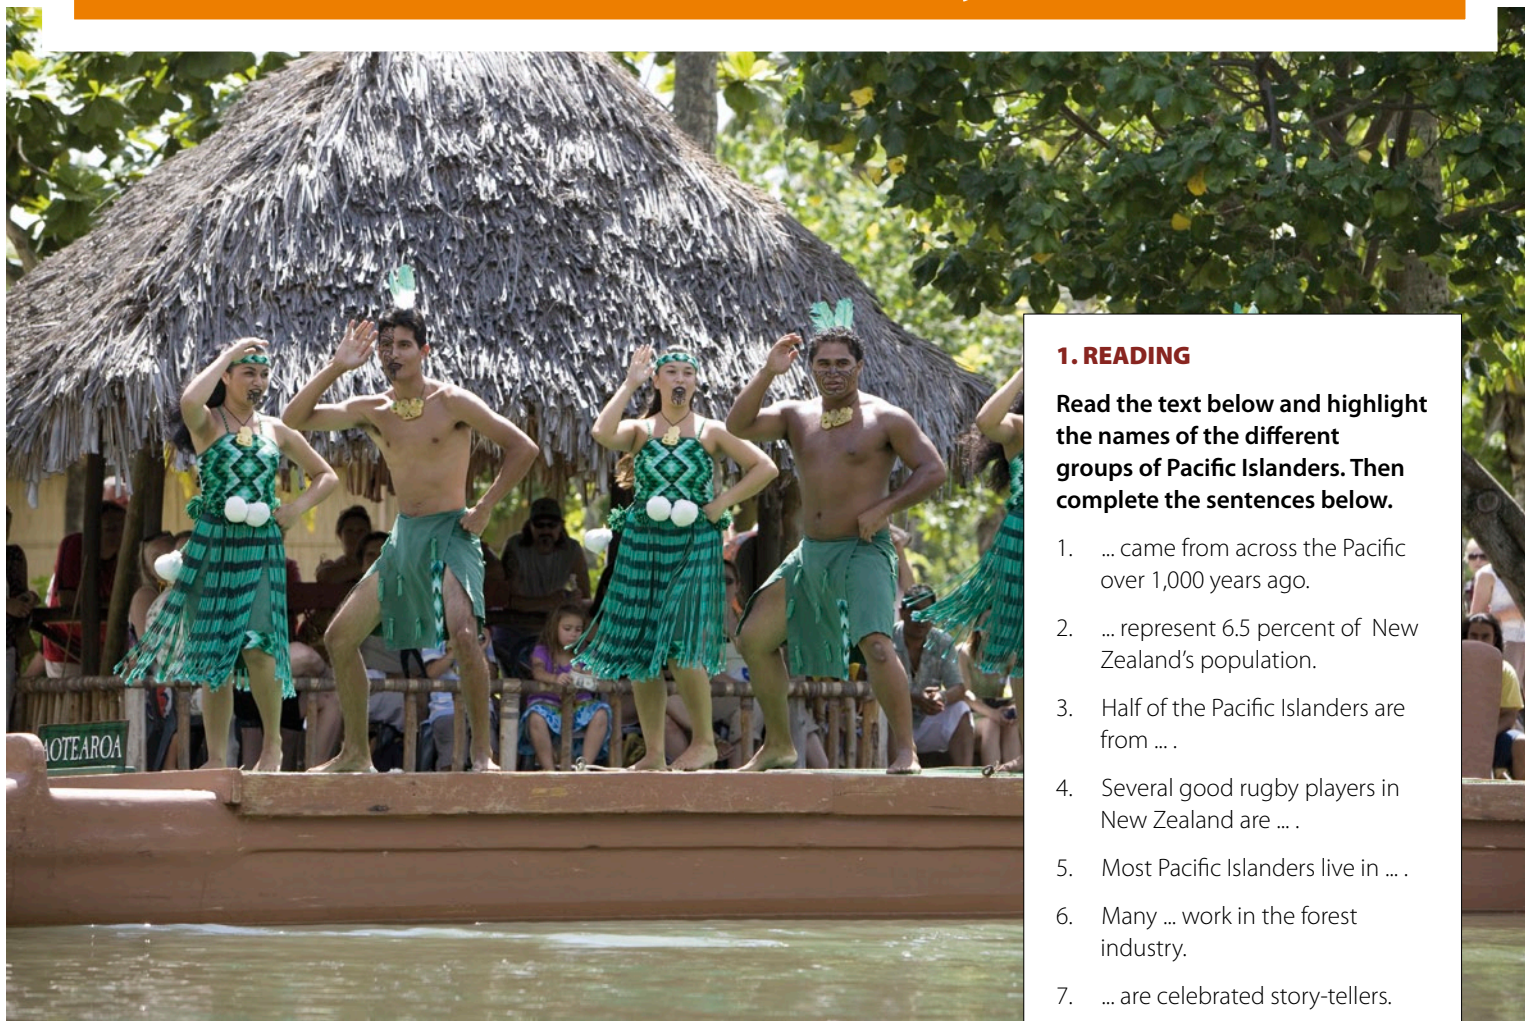 AOTEAROA
1. READING
Read the text below and highlight
the names of the different
groups of Pacific Islanders. Then
complete the sentences below.
1. ... came from across the Pacific
over 1,000 years ago.
2. ... represent 6.5 percent of New
Zealand’s population.
3. Half of the Pacific Islanders are
from ... .
4. Several good rugby players in
New Zealand are ... .
5. Most Pacific Islanders live in ... .
6. Many ... work in the forest
industry.
7. ... are celebrated story-tellers.